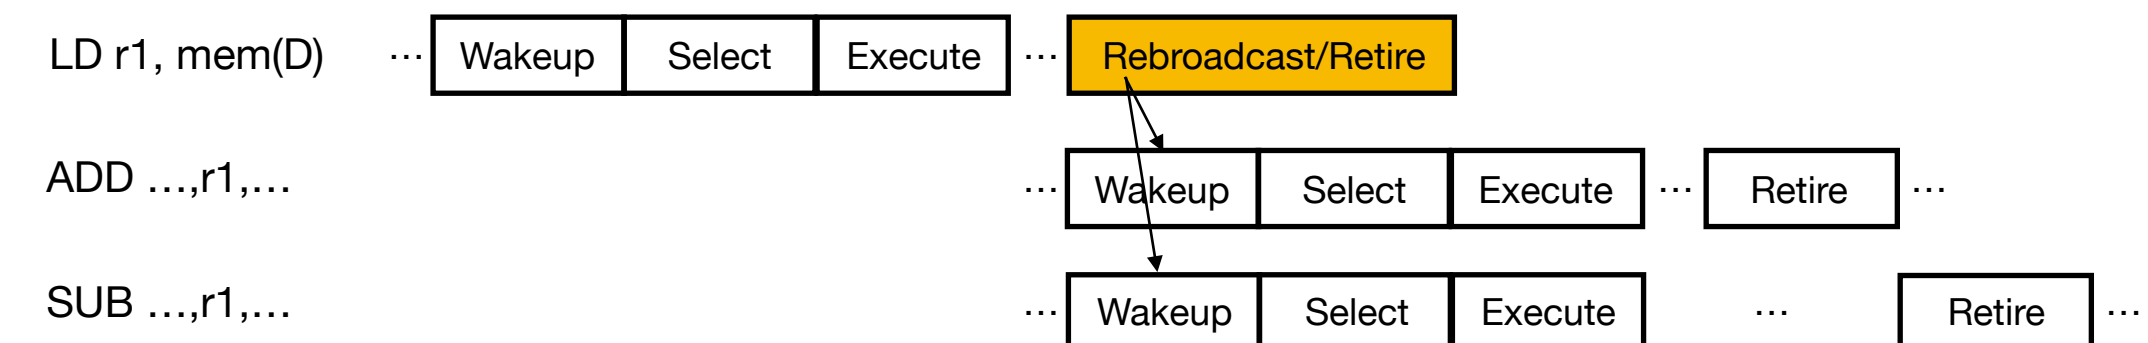 LD r1, mem(D) ... Wakeup Select Execute ... Rebroadcast/Retire
ADD ...,r1,... ... Wakeup Select Execute ... Retire ...
SUB ...,r1,... ... Wakeup Select Execute ... Retire ...